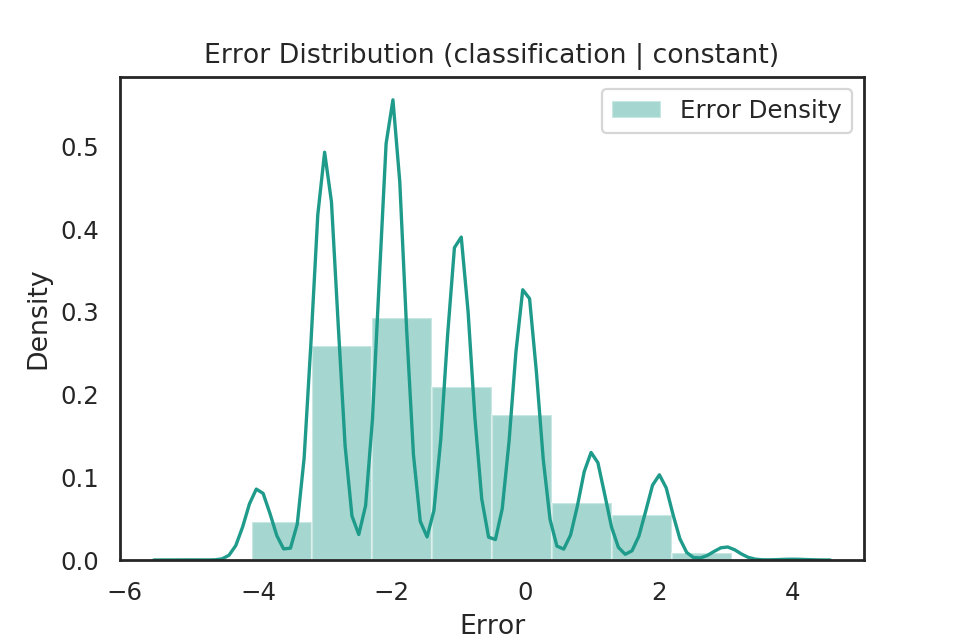 Error Distribution (classification | constant)
Error Density
0.5
0.4
0.3
0.2
0.1
0.0
Density
−6 −4 −2 0 2 4
Error